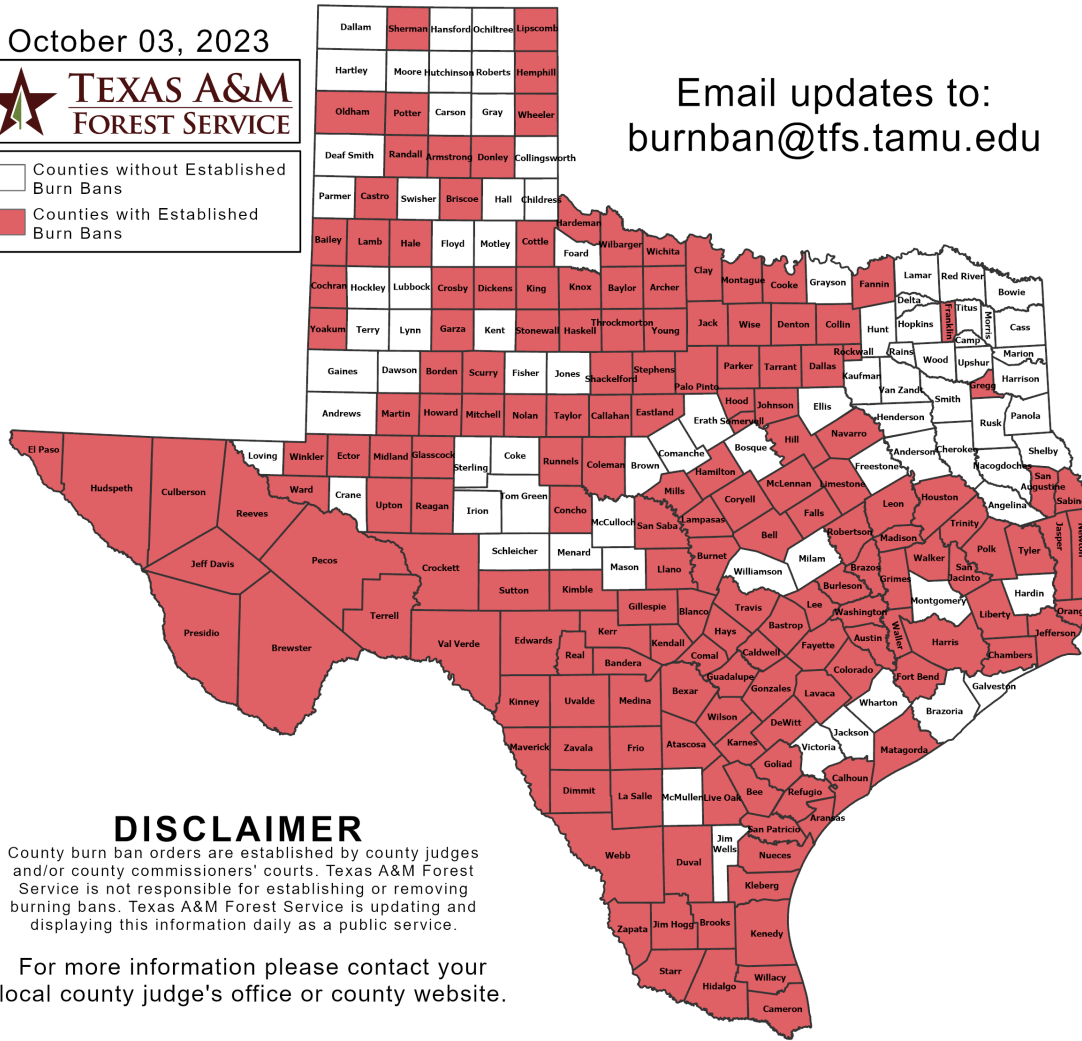 October 03, 2023
TEXAS A&M
FOREST SERVICE
Counties without Established
Burn Bans
Counties with Established
Burn Bans
Email updates to:
burnban@tfs.tamu.edu
Dallam Sherman Hansford Ochiltree Lipscomb
Hartley Moore Hutchinson Roberts Hemphill
Oldham Potter Carson Gray Wheeler
Deaf Smith Randall Armstrong Donley Collingsworth
Parmer Castro Swisher Briscoe Hall Childress
Hardeman
Bailey Lamb Hale Floyd Motley Cottle Foard Wilbarger Wichita
Clay Montague Cooke Grayson Fannin Lamar Red River Bowie
Cochran Hockley Lubbock Crosby Dickens King Knox Baylor Archer
Delta Franklin Titus Morris Cass
Yoakum Terry Lynn Garza Kent Stonewall Haskell Throckmorton Young Jack Wise Denton Collin Hunt Hopkins Camp
Rockwall Rains Wood Upshur Marion
Gaines Dawson Borden Scurry Fisher Jones Shackelford Stephens Palo Pinto Parker Tarrant Dallas Kaufman Van Zandt Smith Gregg Harrison
Andrews Martin Howard Mitchell Nolan Taylor Callahan Eastland Erath Hood Somervell Johnson Ellis Henderson Rusk Panola
El Paso Loving Winkler Ector Midland Glasscock Sterling Coke Runnels Coleman Brown Comanche Bosque Hill Navarro Freestone Anderson Cherokee Nacogdoches Shelby
Hudspeth Culberson Reeves Ward Crane Upton Reagan Irion Tom Green Concho McCulloch San Saba Mills Hamilton Coryell McLennan Limestone Leon Houston Angelina San Augustine Sabin
Lampasas Bell Falls Robertson Madison Trinity Polk Tyler Jasper Newton
Jeff Davis Pecos Crockett Schleicher Menard Mason Llano Burnet Williamson Milam Brazos Grimes Walker San Jacinto Hardin
Presidio Brewster Terrell Val Verde Sutton Kimble Gillespie Blanco Travis Lee Burleson Washington Montgomery Liberty Orang
Edwards Real Kerr Kendall Bandera Comal Hays Bastrop Caldwell Fayette Austin Waller Harris Chambers Jefferson
Kinney Uvalde Medina Bexar Guadalupe Gonzales Lavaca Colorado Fort Bend Wharton Brazoria Galveston
Maverick Zavala Frio Atascosa Wilson Karnes DeWitt Victoria Jackson Matagorda
Dimmit La Salle McMullen Live Oak Bee Goliad Refugio Calhoun Aransas
Webb Duval Jim Wells San Patricio Nueces
Kleberg
Zapata Jim Hogg Brooks Kenedy
Starr Hidalgo Willacy
Cameron
DISCLAIMER
County burn ban orders are established by county judges
and/or county commissioners' courts. Texas A&M Forest
Service is not responsible for establishing or removing
burning bans. Texas A&M Forest Service is updating and
displaying this information daily as a public service.
For more information please contact your
local county judge's office or county website.